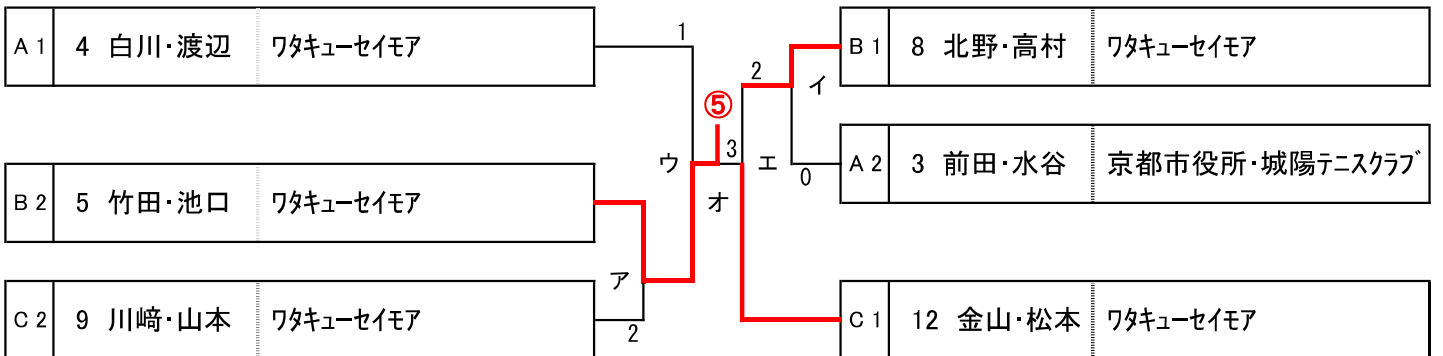 A 1 4 白川・渡辺 ワタキューセイモア
1
B 2 5 竹田・池口 ワタキューセイモア
C 2 9 川﨑・山本 ワタキューセイモア
2
ア
ウ
⑤
3
オ
エ
2
イ
0
B 1 8 北野・高村 ワタキューセイモア
A 2 3 前田・水谷 京都市役所・城陽テニスクラブ
C 1 12 金山・松本 ワタキューセイモア